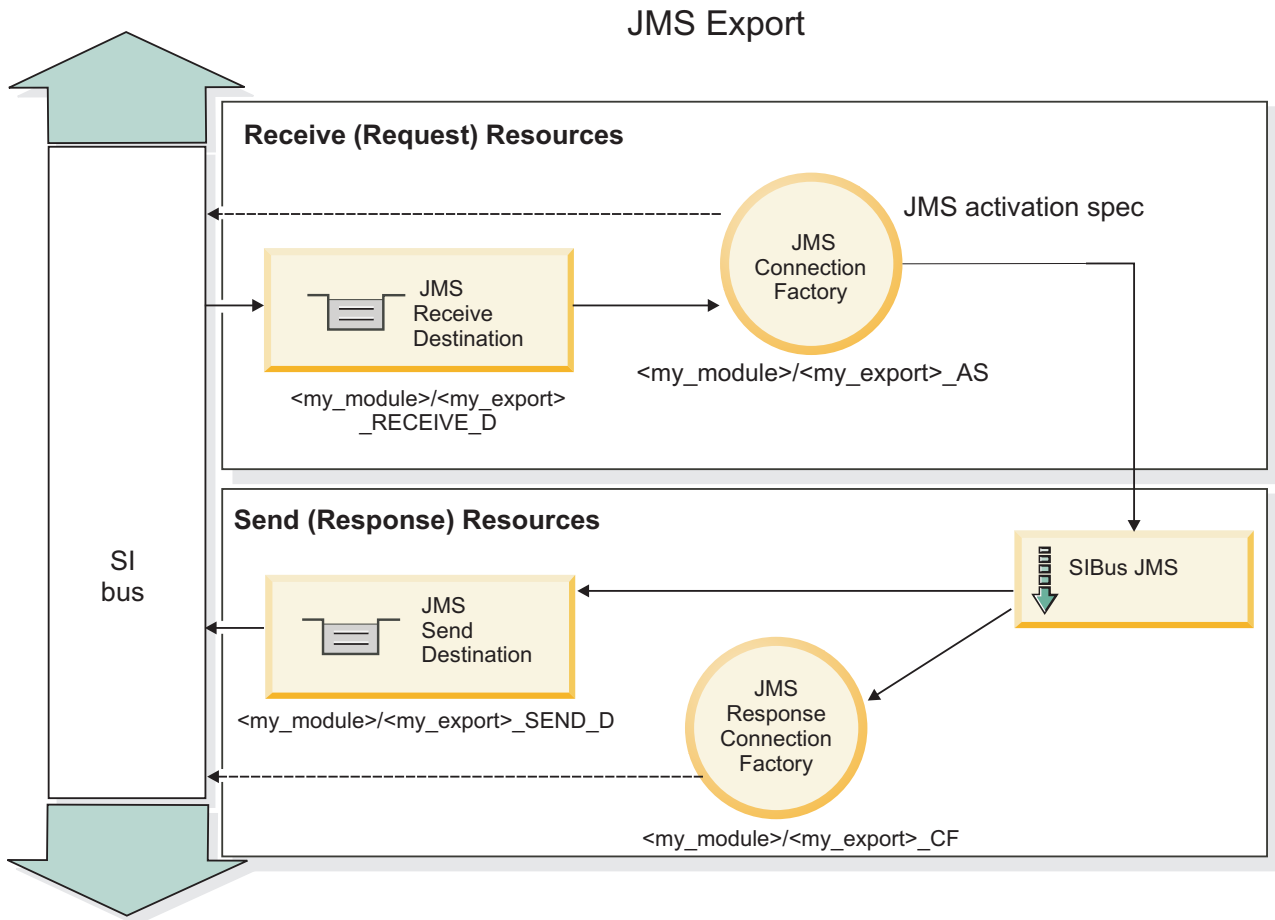 JMS Export
Receive (Request) Resources
JMS activation spec
JMS
Connection
Factory
JMS
Receive
Destination
<my_module>/<my_export>_AS
<my_module>/<my_export>
_RECEIVE_D
Send (Response) Resources
SI
bus
SIBus JMS
JMS
Send
Destination
<my_module>/<my_export>_SEND_D
JMS
Response
Connection
Factory
<my_module>/<my_export>_CF